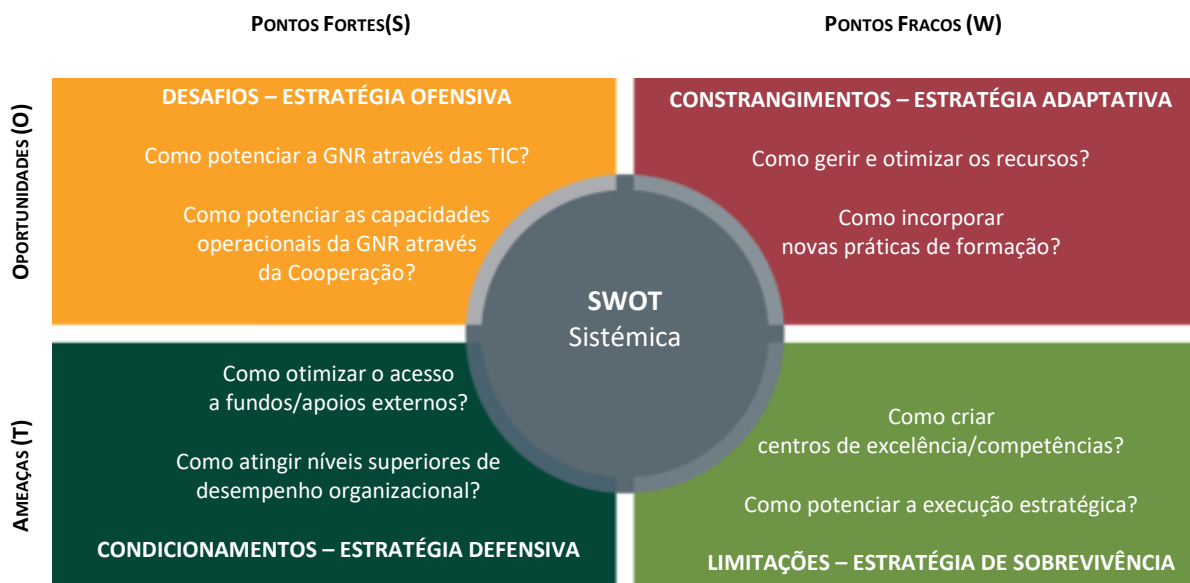 PONTOS FORTES(S)
PONTOS FRACOS (W)
OPORTUNIDADES (O)
DESAFIOS – ESTRATÉGIA OFENSIVA
Como potenciar a GNR através das TIC?
Como potenciar as capacidades
operacionais da GNR através
da Cooperação?
CONSTRANGIMENTOS – ESTRATÉGIA ADAPTATIVA
Como gerir e otimizar os recursos?
Como incorporar
novas práticas de formação?
SWOT
Sistémica
AMEAÇAS (T)
Como otimizar o acesso
a fundos/apoios externos?
Como atingir níveis superiores de
desempenho organizacional?
CONDICIONAMENTOS – ESTRATÉGIA DEFENSIVA
Como criar
centros de excelência/competências?
Como potenciar a execução estratégica?
LIMITAÇÕES – ESTRATÉGIA DE SOBREVIVÊNCIA